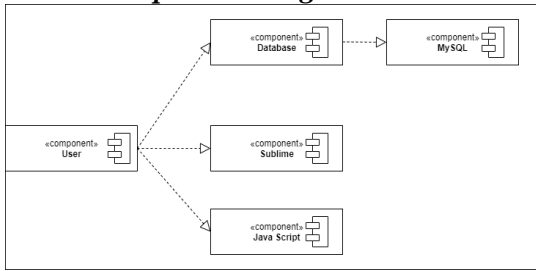 «component»
Database
«component»
MySQL
«component»
User
«component»
Sublime
«component»
Java Script